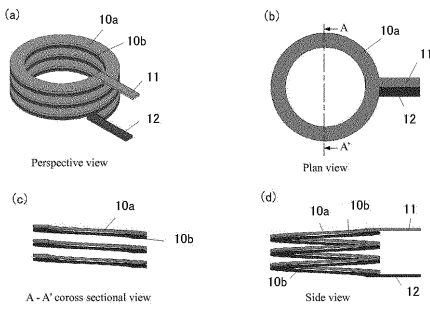 (a)
10a
10b
11
12
Perspective view
(b)
A
10a
11
12
A'
Plan view
(c)
10a
10b
A - A' coross sectional view
(d)
10b
11
10a
10b
12
Side view